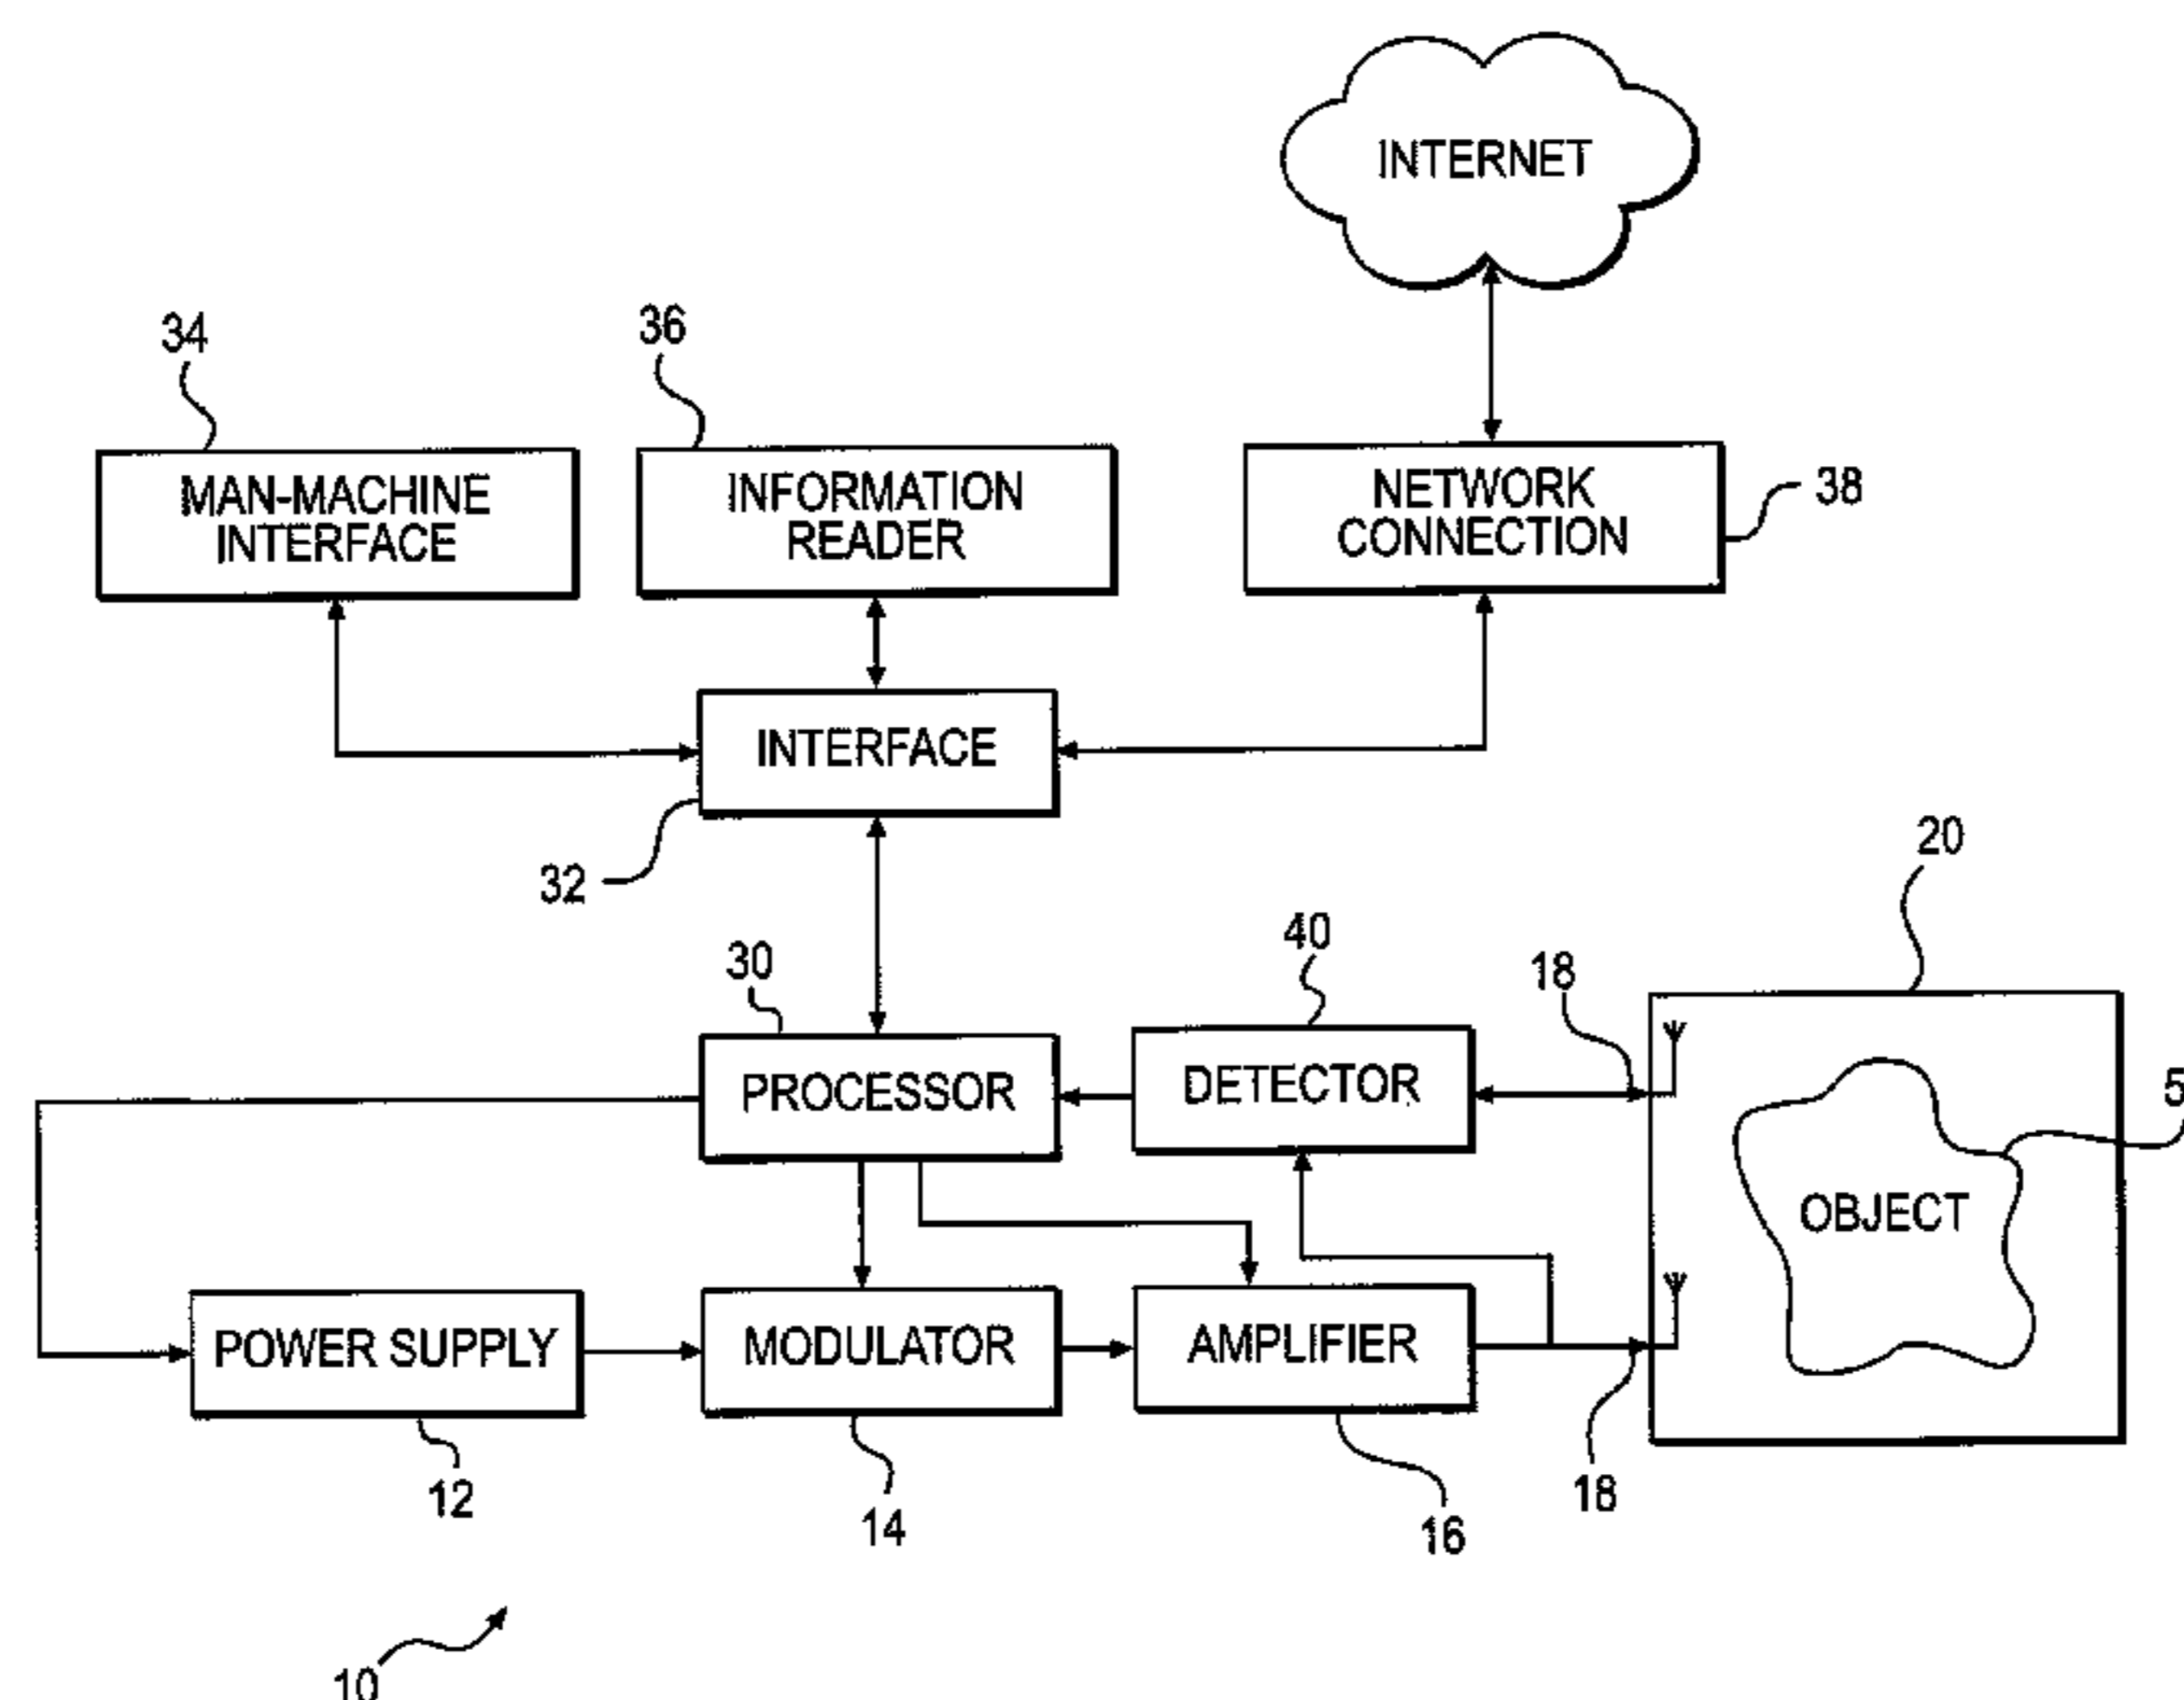 INTERNET
34
36
MAN-MACHINE
INTERFACE
INFORMATION
READER
NETWORK
CONNECTION
38
INTERFACE
32
20
30
40
18
PROCESSOR
DETECTOR
OBJECT
POWER SUPPLY
MODULATOR
AMPLIFIER
12
14
16
18
10